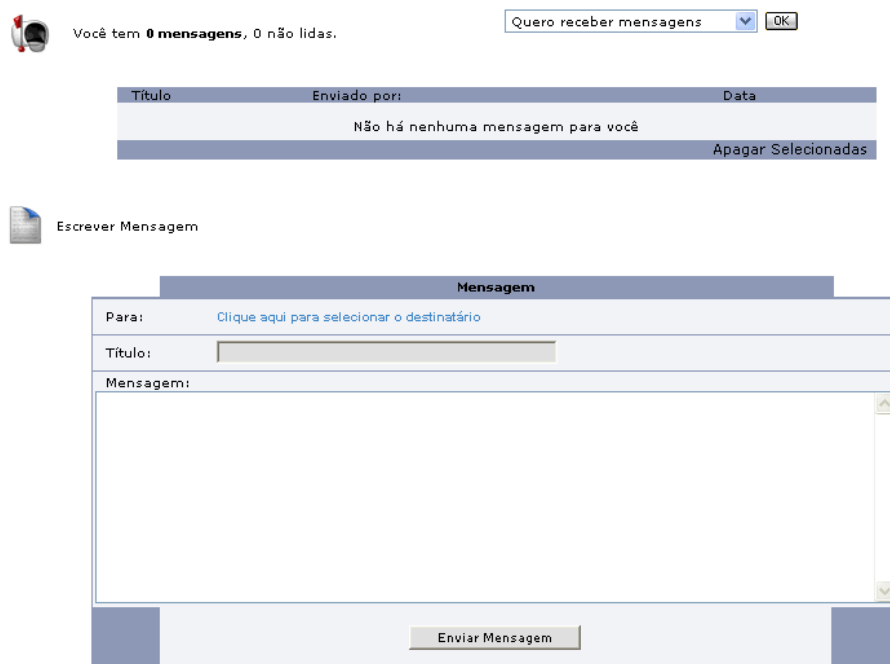 Você tem 0 mensagens, 0 não lidas.
Quero receber mensagens
OK
Título Enviado por: Data
Não há nenhuma mensagem para você
Apagar Selecionadas
Escrever Mensagem
Mensagem
Para: Clique aqui para selecionar o destinatário
Título:
Mensagem:
Enviar Mensagem